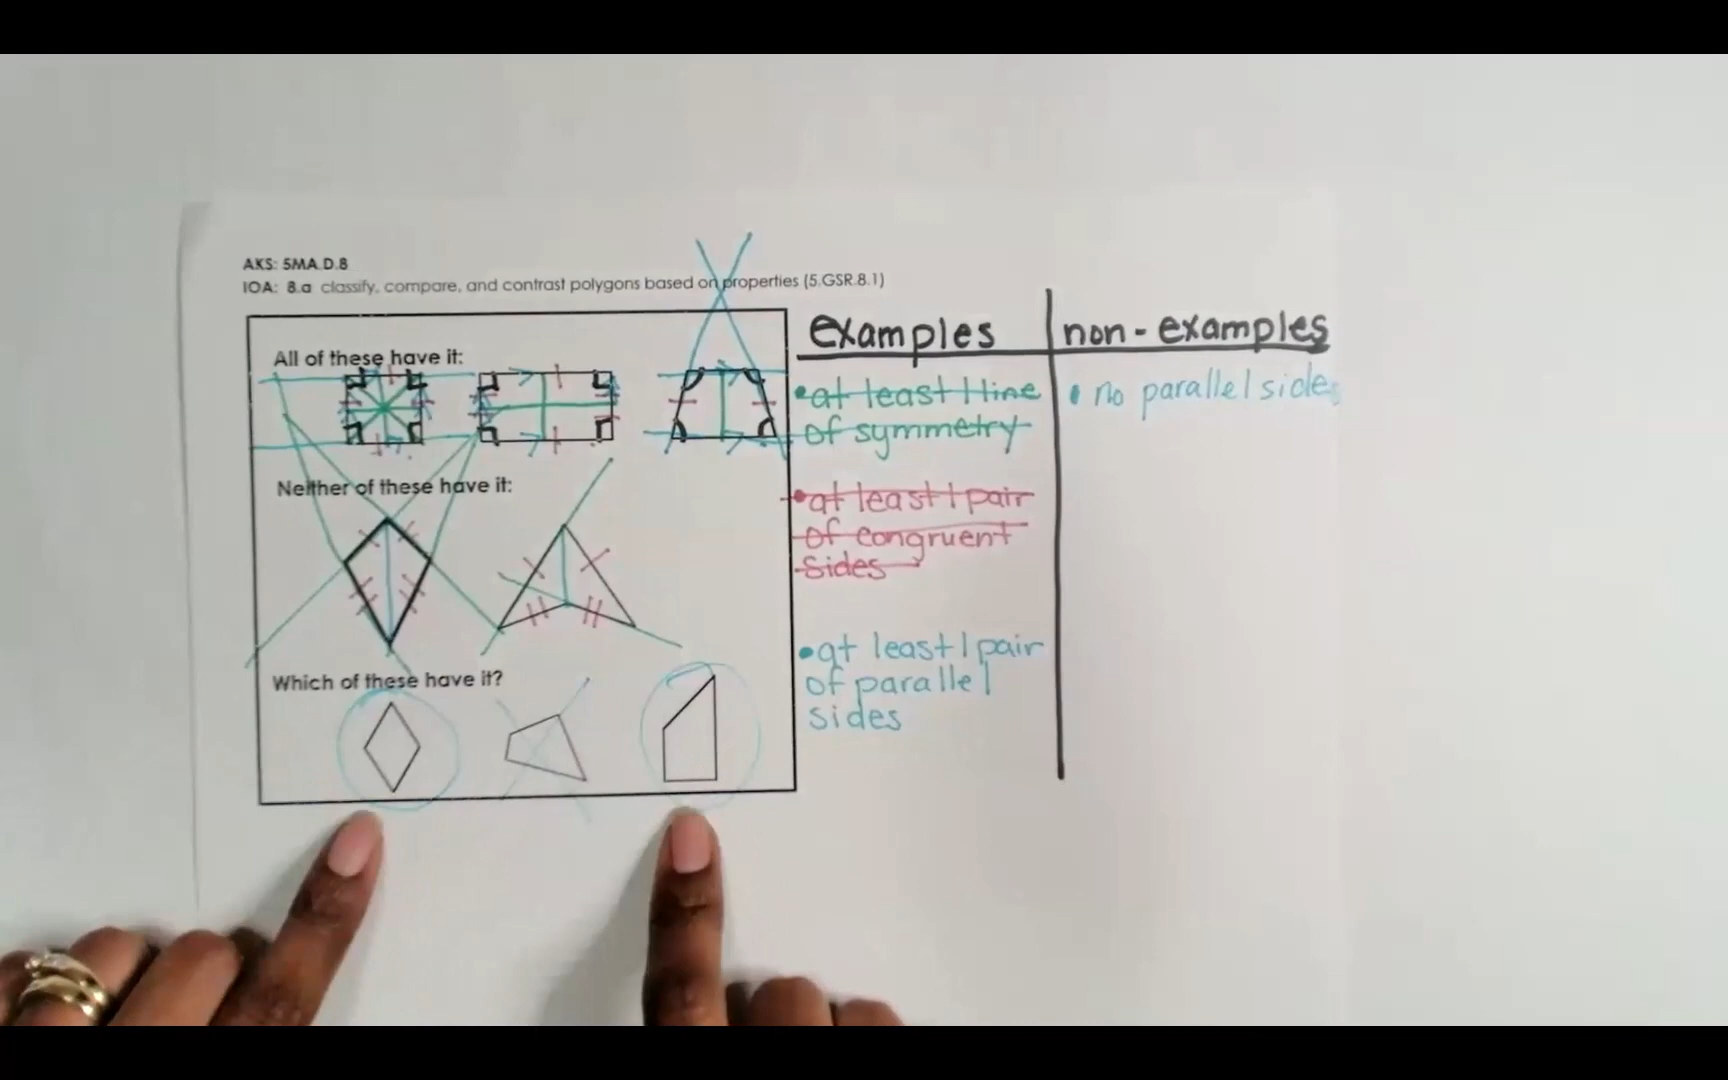 AKS: 5MA.D.8
IOA: 8.a classify, compare, and contrast polygons based on properties (5.GSR.8.1)
All of these have it:
Neither of these have it:
Which of these have it?
examples
non-examples
• at least 1 line
of symmetry
• at least 1 pair
of congruent
sides
• at least 1 pair
of parallel
sides
• no parallel sides